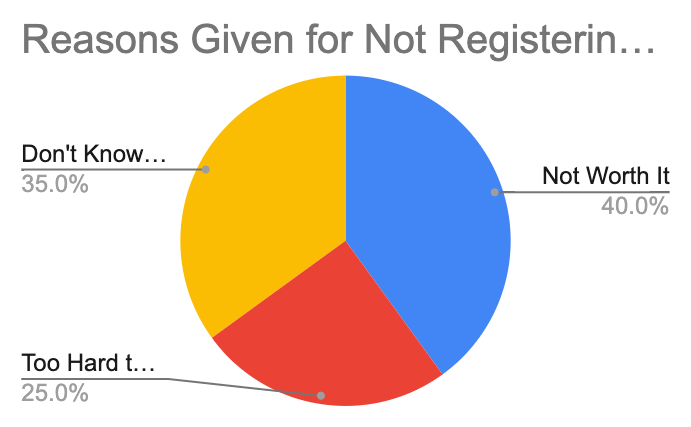 Reasons Given for Not Registerin…
Don't Know…
35.0%
Not Worth It
40.0%
Too Hard t…
25.0%